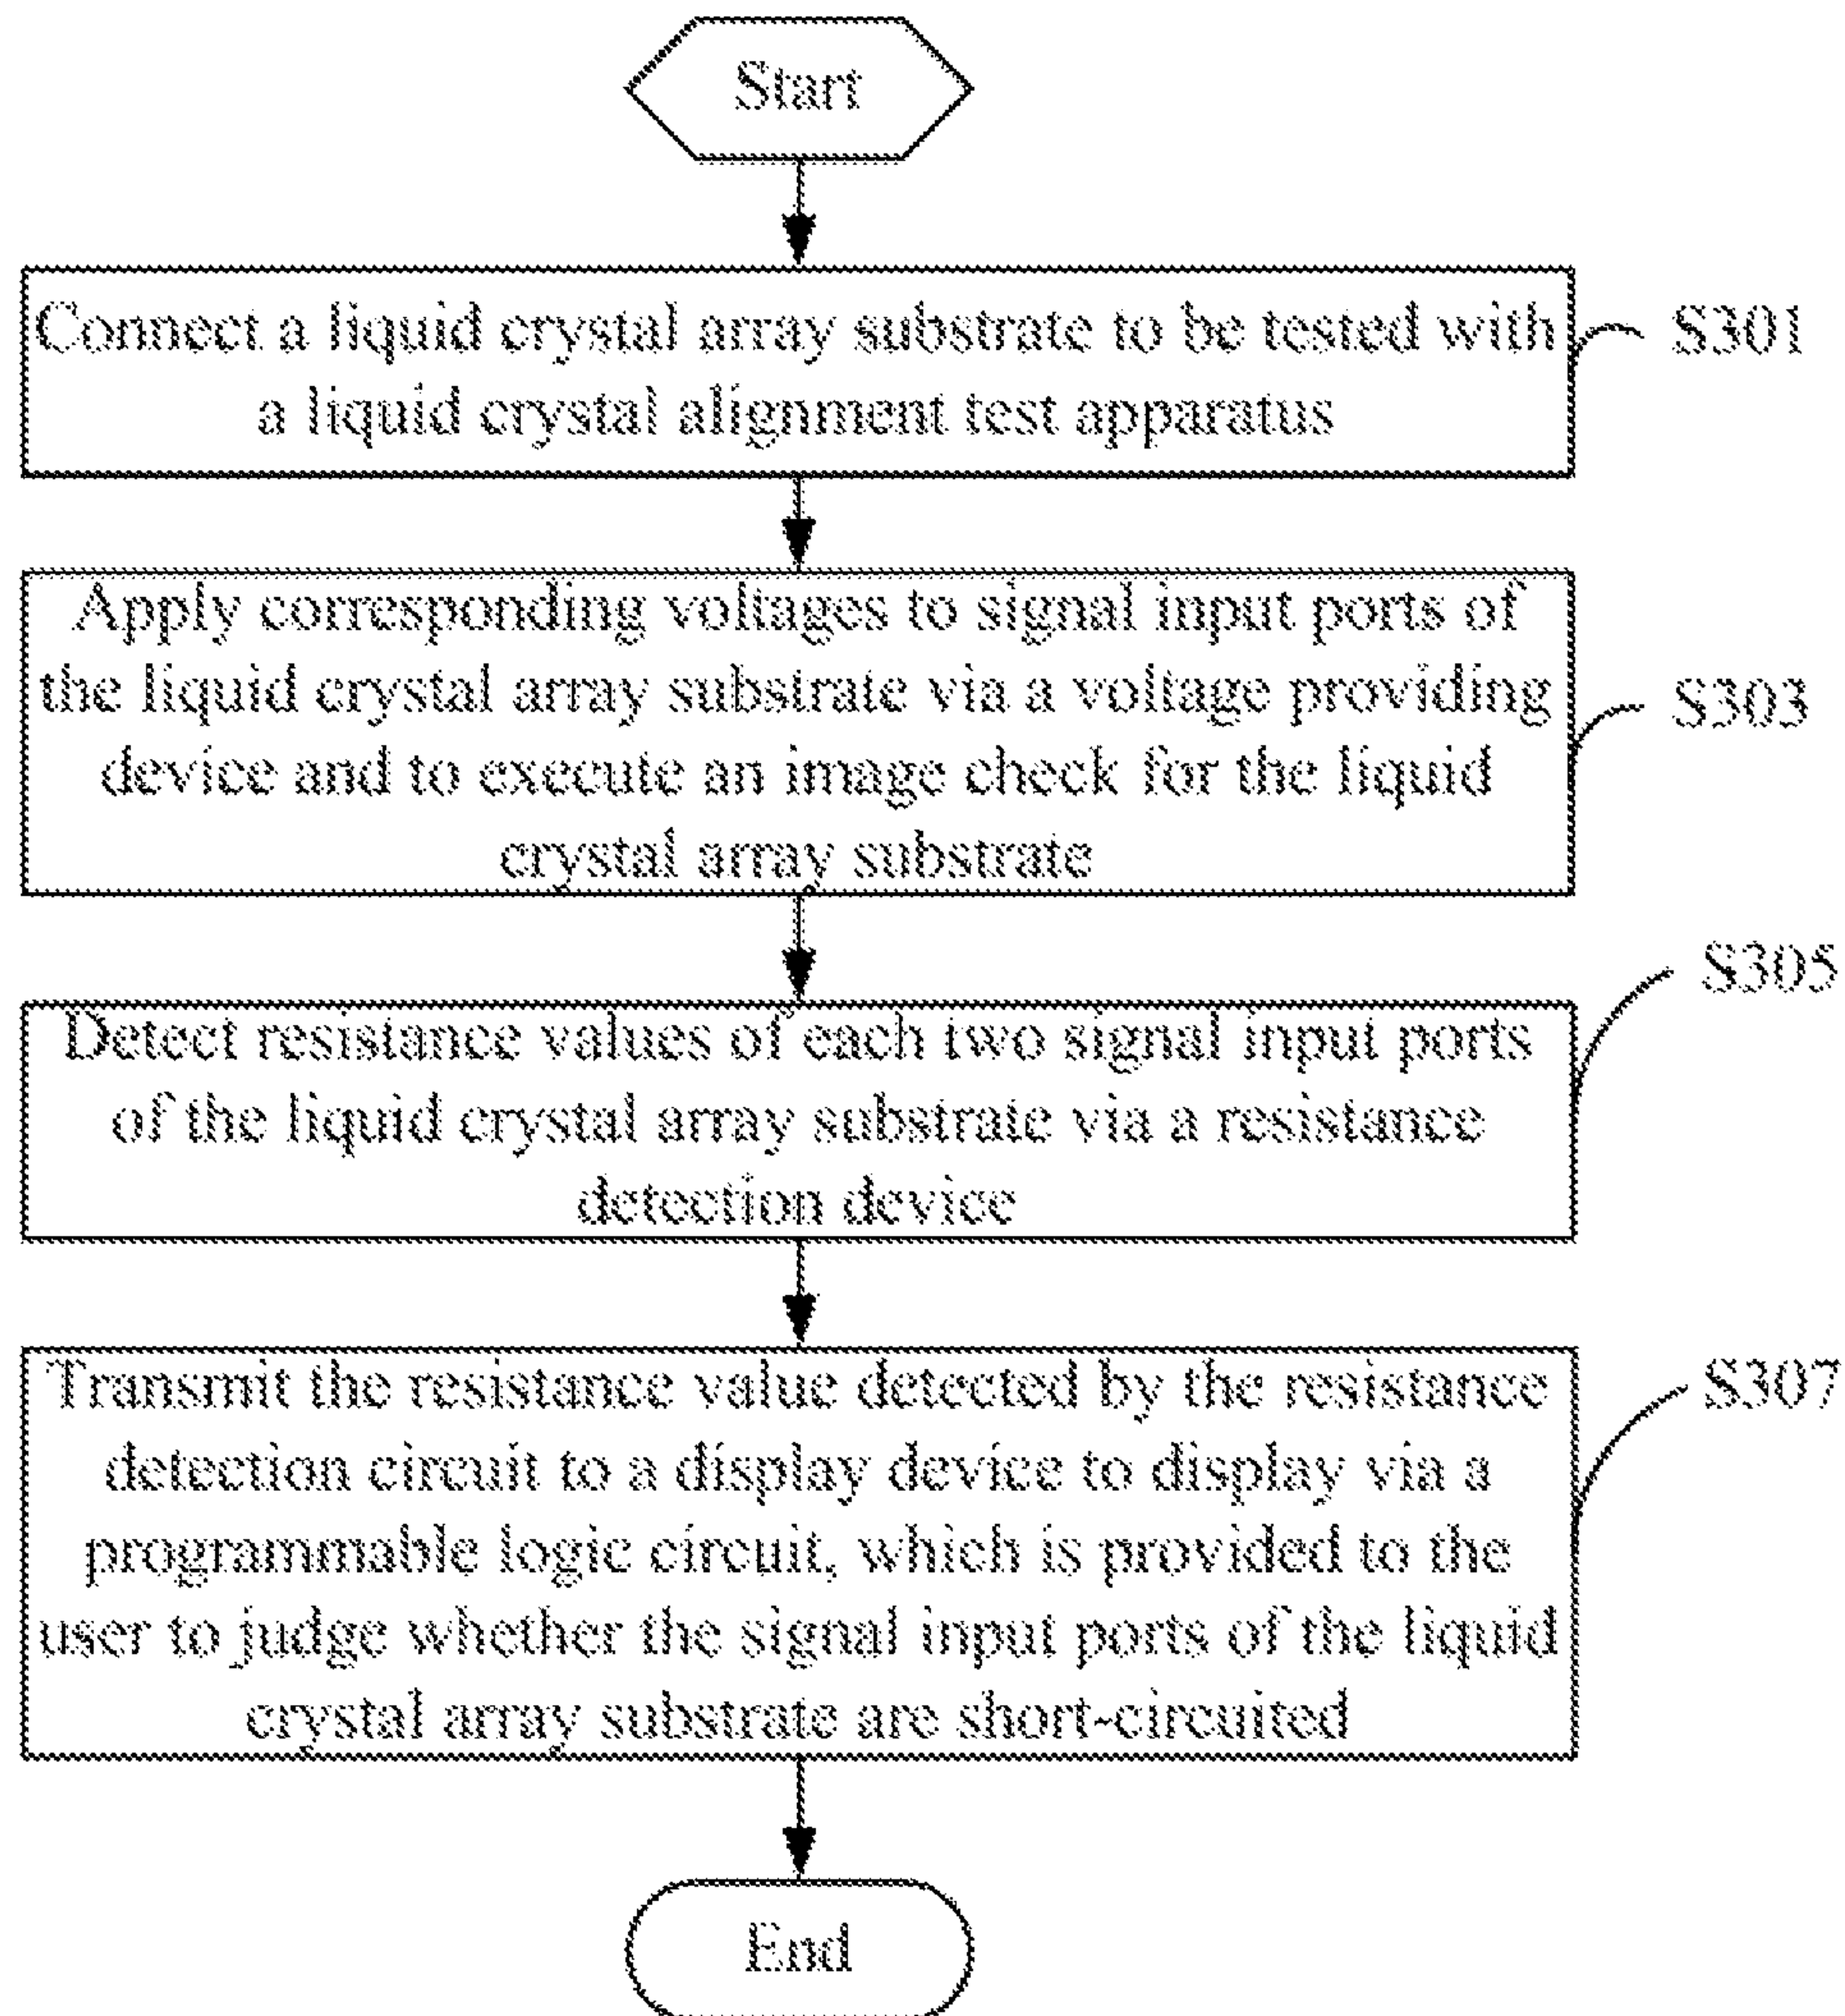 Start
Connect a liquid crystal array substrate to be tested with
a liquid crystal alignment test apparatus
S301
Apply corresponding voltages to signal input ports of
the liquid crystal array substrate via a voltage providing
device and to execute an image check for the liquid
crystal array substrate
S303
Detect resistance values of each two signal input ports
of the liquid crystal array substrate via a resistance
detection device
S305
Transmit the resistance value detected by the resistance
detection circuit to a display device to display via a
programmable logic circuit, which is provided to the
user to judge whether the signal input ports of the liquid
crystal array substrate are short-circuited
S307
End